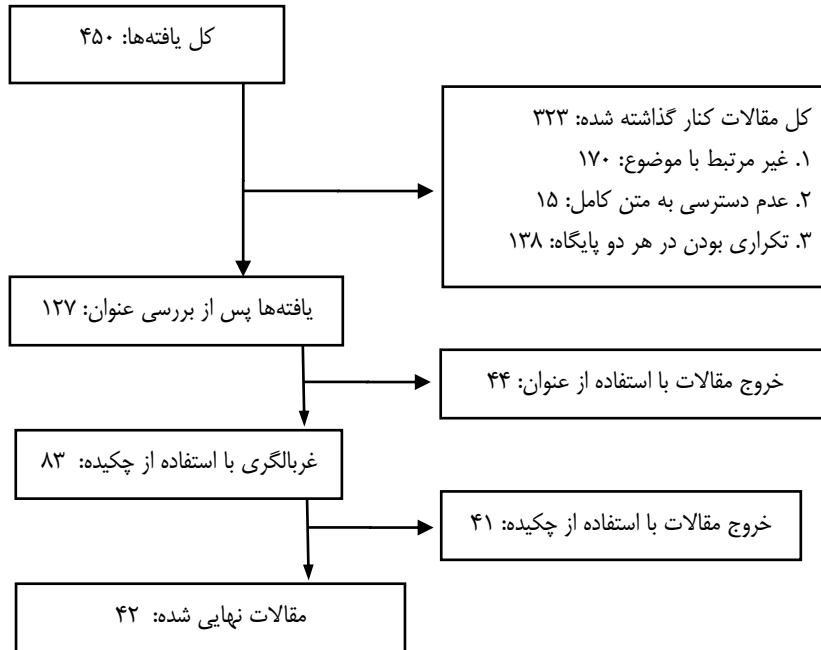 کل یافته‌ها: ۴۵۰
کل مقالات کنار گذاشته شده: ۳۲۳
۱. غیر مرتبط با موضوع: ۱۷۰
۲. عدم دسترسی به متن کامل: ۱۵
۳. تکراری بودن در هر دو پایگاه: ۱۳۸
یافته‌ها پس از بررسی عنوان: ۱۲۷
خروج مقالات با استفاده از عنوان: ۴۴
غربالگری با استفاده از چکیده: ۸۳
خروج مقالات با استفاده از چکیده: ۴۱
مقالات نهایی شده: ۴۲